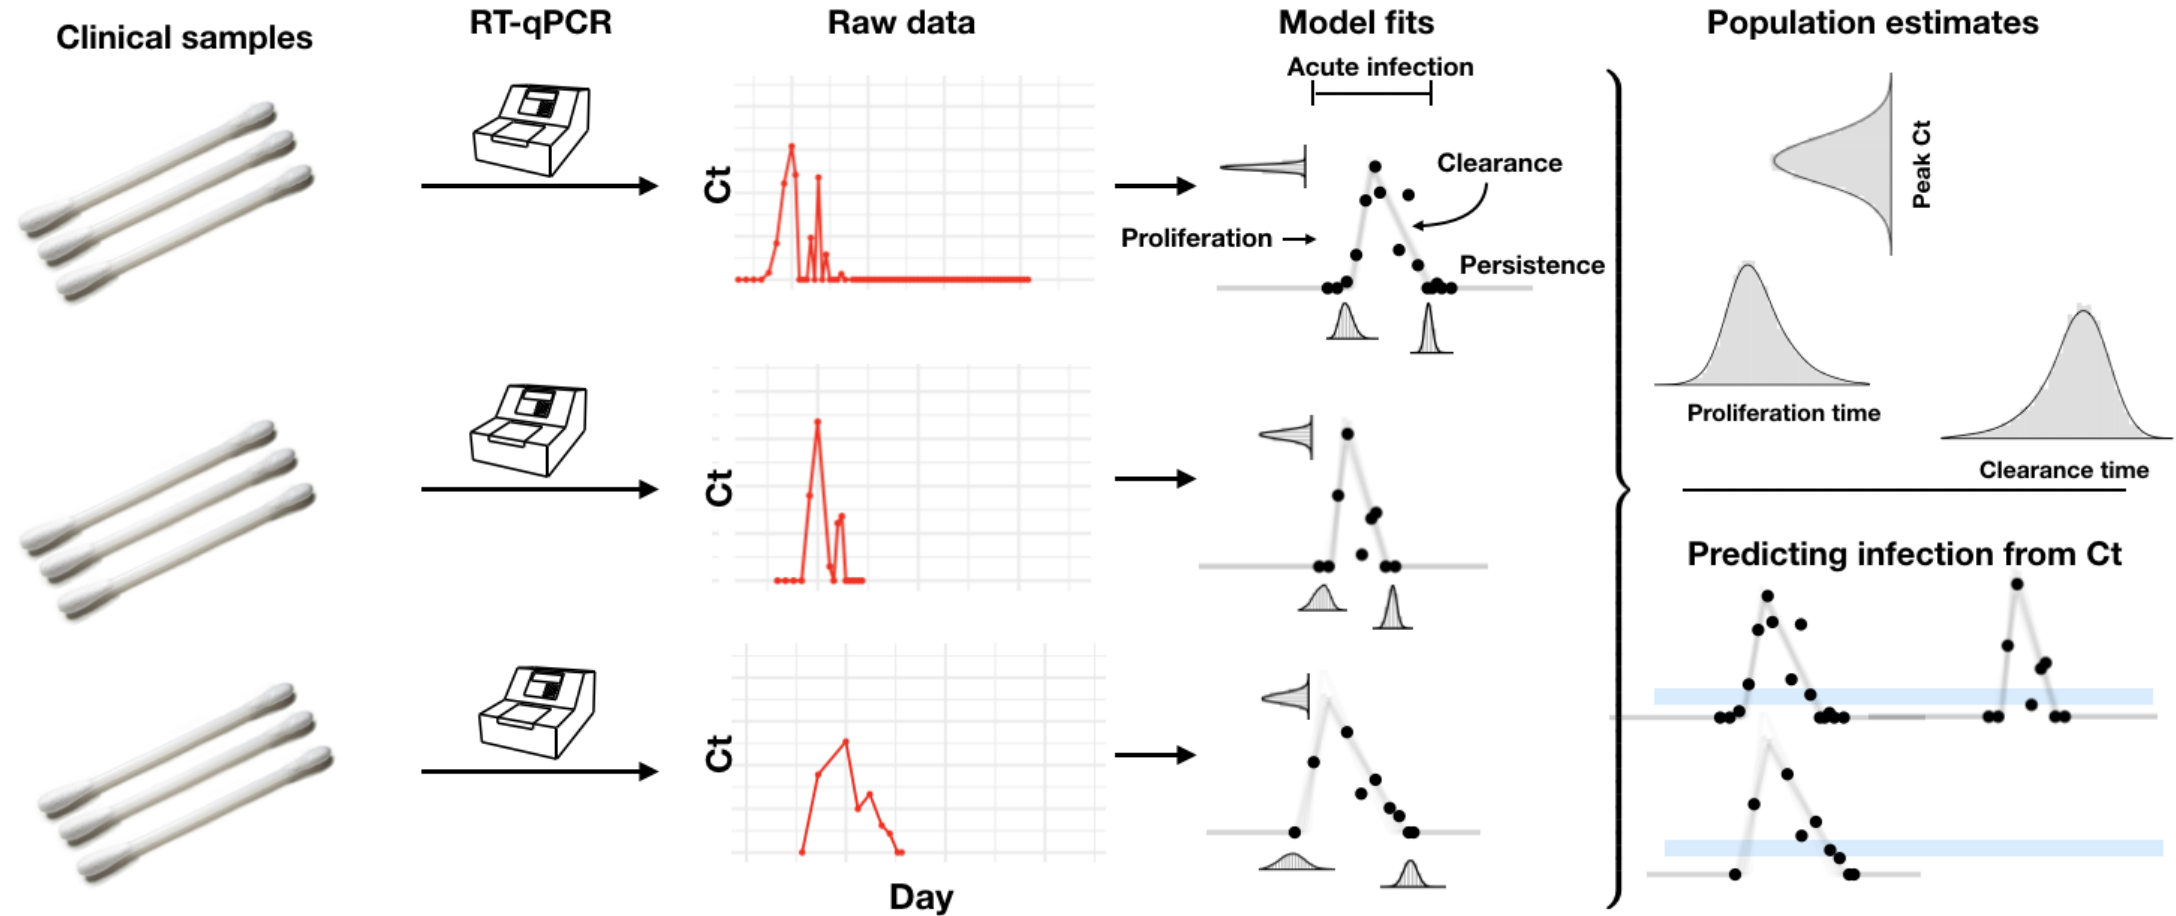 Clinical samples
RT-qPCR
Raw data
Model fits
Population estimates
Acute infection
Ct
Clearance
Proliferation
Persistence
Peak Ct
Proliferation time
Clearance time
Ct
Predicting infection from Ct
Ct
Day